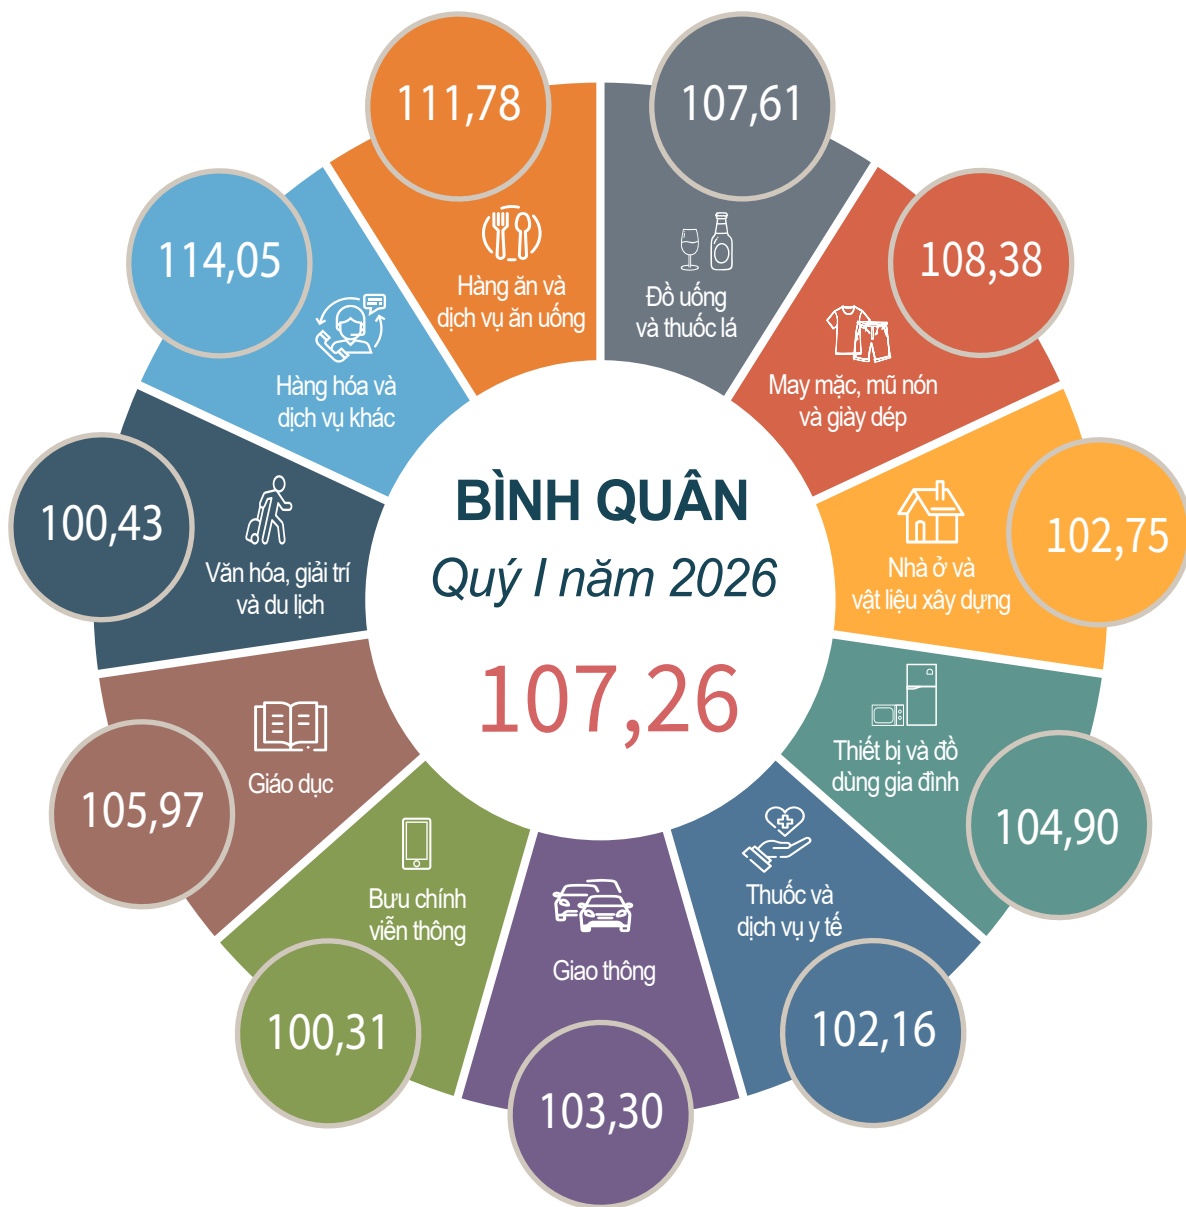 111,78
Hàng ăn và
dịch vụ ăn uống
107,61
Đồ uống
và thuốc lá
108,38
May mặc, mũ nón
và giày dép
102,75
Nhà ở và
vật liệu xây dựng
104,90
Thiết bị và đồ
dùng gia đình
102,16
Thuốc và
dịch vụ y tế
103,30
Giao thông
100,31
Bưu chính
viễn thông
105,97
Giáo dục
100,43
Văn hóa, giải trí
và du lịch
114,05
Hàng hóa và
dịch vụ khác
BÌNH QUÂN
Quý I năm 2026
107,26